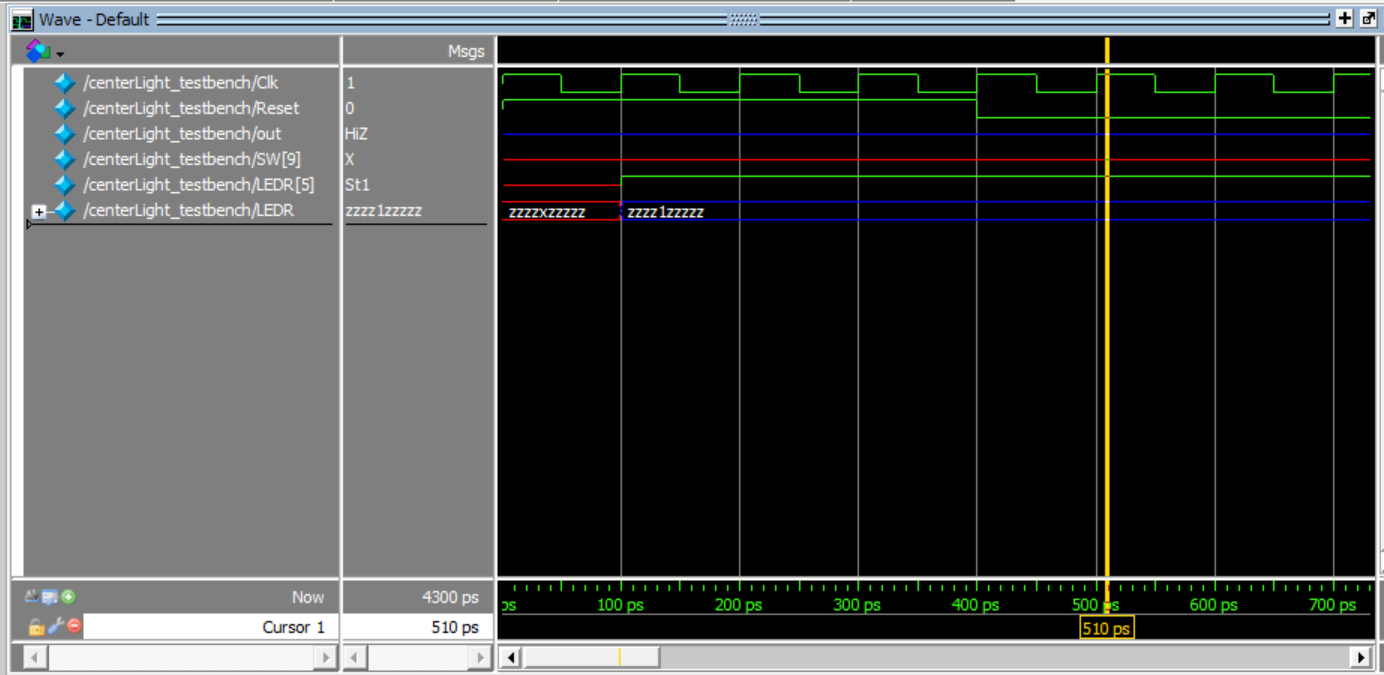 Wave - Default
Msgs
/centerLight_testbench/Clk 1
/centerLight_testbench/Reset 0
/centerLight_testbench/out HiZ
/centerLight_testbench/SW[9] X
/centerLight_testbench/LEDR[5] St1
/centerLight_testbench/LEDR zzzz1zzzzz zzzzxzzzzz zzzz1zzzzz
Now 4300 ps ps 100 ps 200 ps 300 ps 400 ps 500 ps 600 ps 700 ps
Cursor 1 510 ps 510 ps